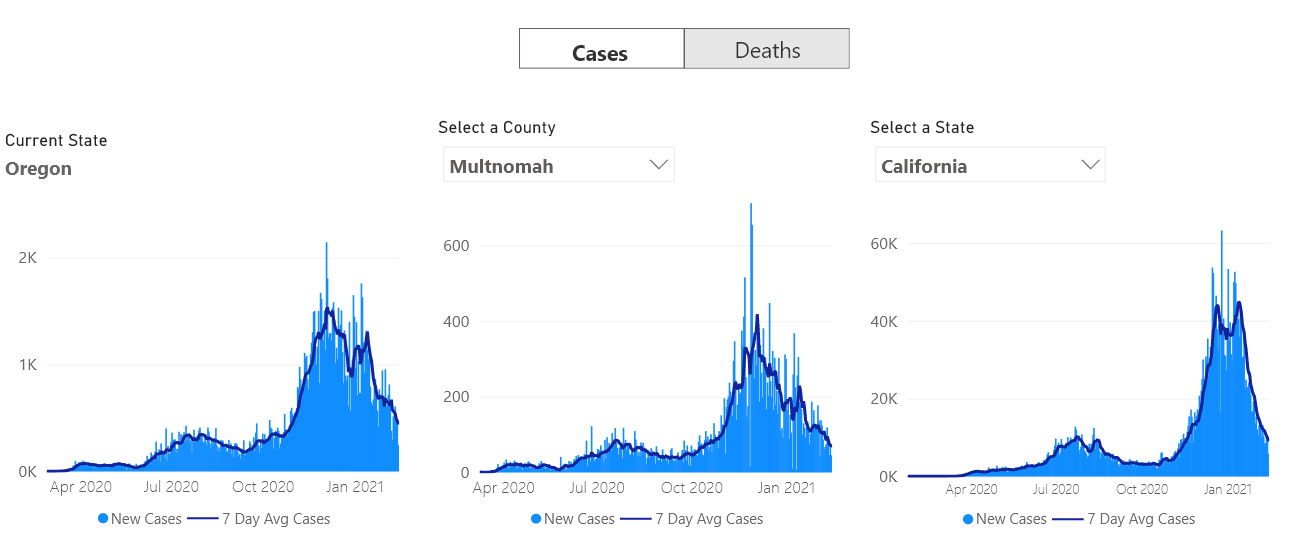 Cases
Deaths
Current State
Oregon
Select a County
Multnomah
Select a State
California
2K
1K
0K
Apr 2020 Jul 2020 Oct 2020 Jan 2021
New Cases 7 Day Avg Cases
600
400
200
0
Apr 2020 Jul 2020 Oct 2020 Jan 2021
New Cases 7 Day Avg Cases
60K
40K
20K
0K
Apr 2020 Jul 2020 Oct 2020 Jan 2021
New Cases 7 Day Avg Cases